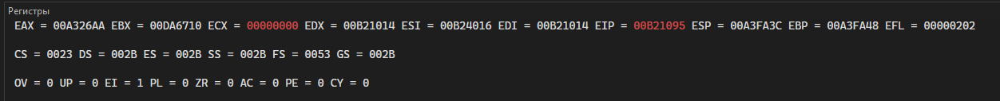 Регистры
EAX = 00A326AA EBX = 00DA6710 ECX = 00000000 EDX = 00B21014 ESI = 00B24016 EDI = 00B21014 EIP = 00B21095 ESP = 00A3FA3C EBP = 00A3FA48 EFL = 00000202
CS = 0023 DS = 002B ES = 002B SS = 002B FS = 0053 GS = 002B
OV = 0 UP = 0 EI = 1 PL = 0 ZR = 0 AC = 0 PE = 0 CY = 0